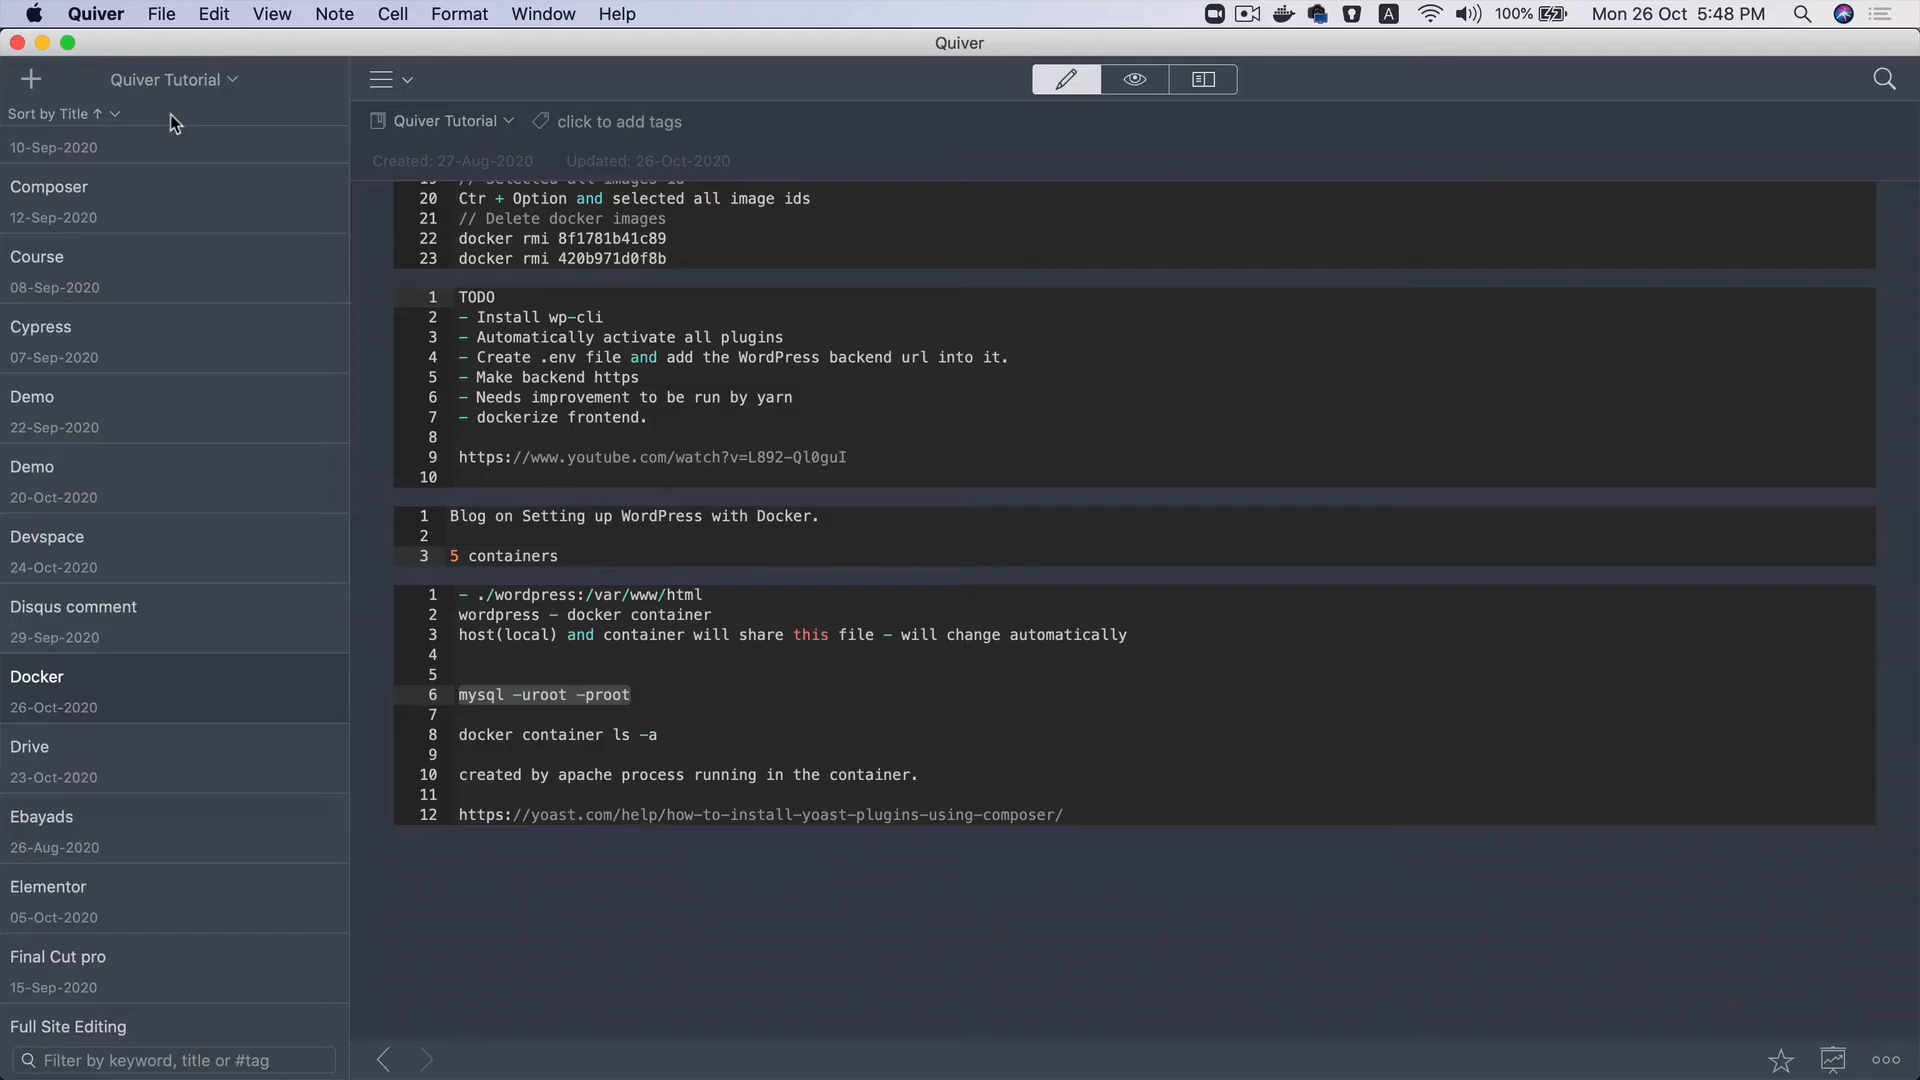 Quiver File Edit View Note Cell Format Window Help A 100% Mon 26 Oct 5:48 PM
Quiver
Quiver Tutorial
Sort by Title ↑
10-Sep-2020
Composer
12-Sep-2020
Course
08-Sep-2020
Cypress
07-Sep-2020
Demo
22-Sep-2020
Demo
20-Oct-2020
Devspace
24-Oct-2020
Disqus comment
29-Sep-2020
Docker
26-Oct-2020
Drive
23-Oct-2020
Ebayads
26-Aug-2020
Elementor
05-Oct-2020
Final Cut pro
15-Sep-2020
Full Site Editing
Filter by keyword, title or #tag
Quiver Tutorial click to add tags
Created: 27-Aug-2020 Updated: 26-Oct-2020
19 // Selected all images id
20 Ctr + Option and selected all image ids
21 // Delete docker images
22 docker rmi 8f1781b41c89
23 docker rmi 420b971d0f8b
1 TODO
2 - Install wp-cli
3 - Automatically activate all plugins
4 - Create .env file and add the WordPress backend url into it.
5 - Make backend https
6 - Needs improvement to be run by yarn
7 - dockerize frontend.
8
9 https://www.youtube.com/watch?v=L892-Ql0guI
10
1 Blog on Setting up WordPress with Docker.
2
3 5 containers
1 - ./wordpress:/var/www/html
2 wordpress - docker container
3 host(local) and container will share this file - will change automatically
4
5
6 mysql -uroot -proot
7
8 docker container ls -a
9
10 created by apache process running in the container.
11
12 https://yoast.com/help/how-to-install-yoast-plugins-using-composer/